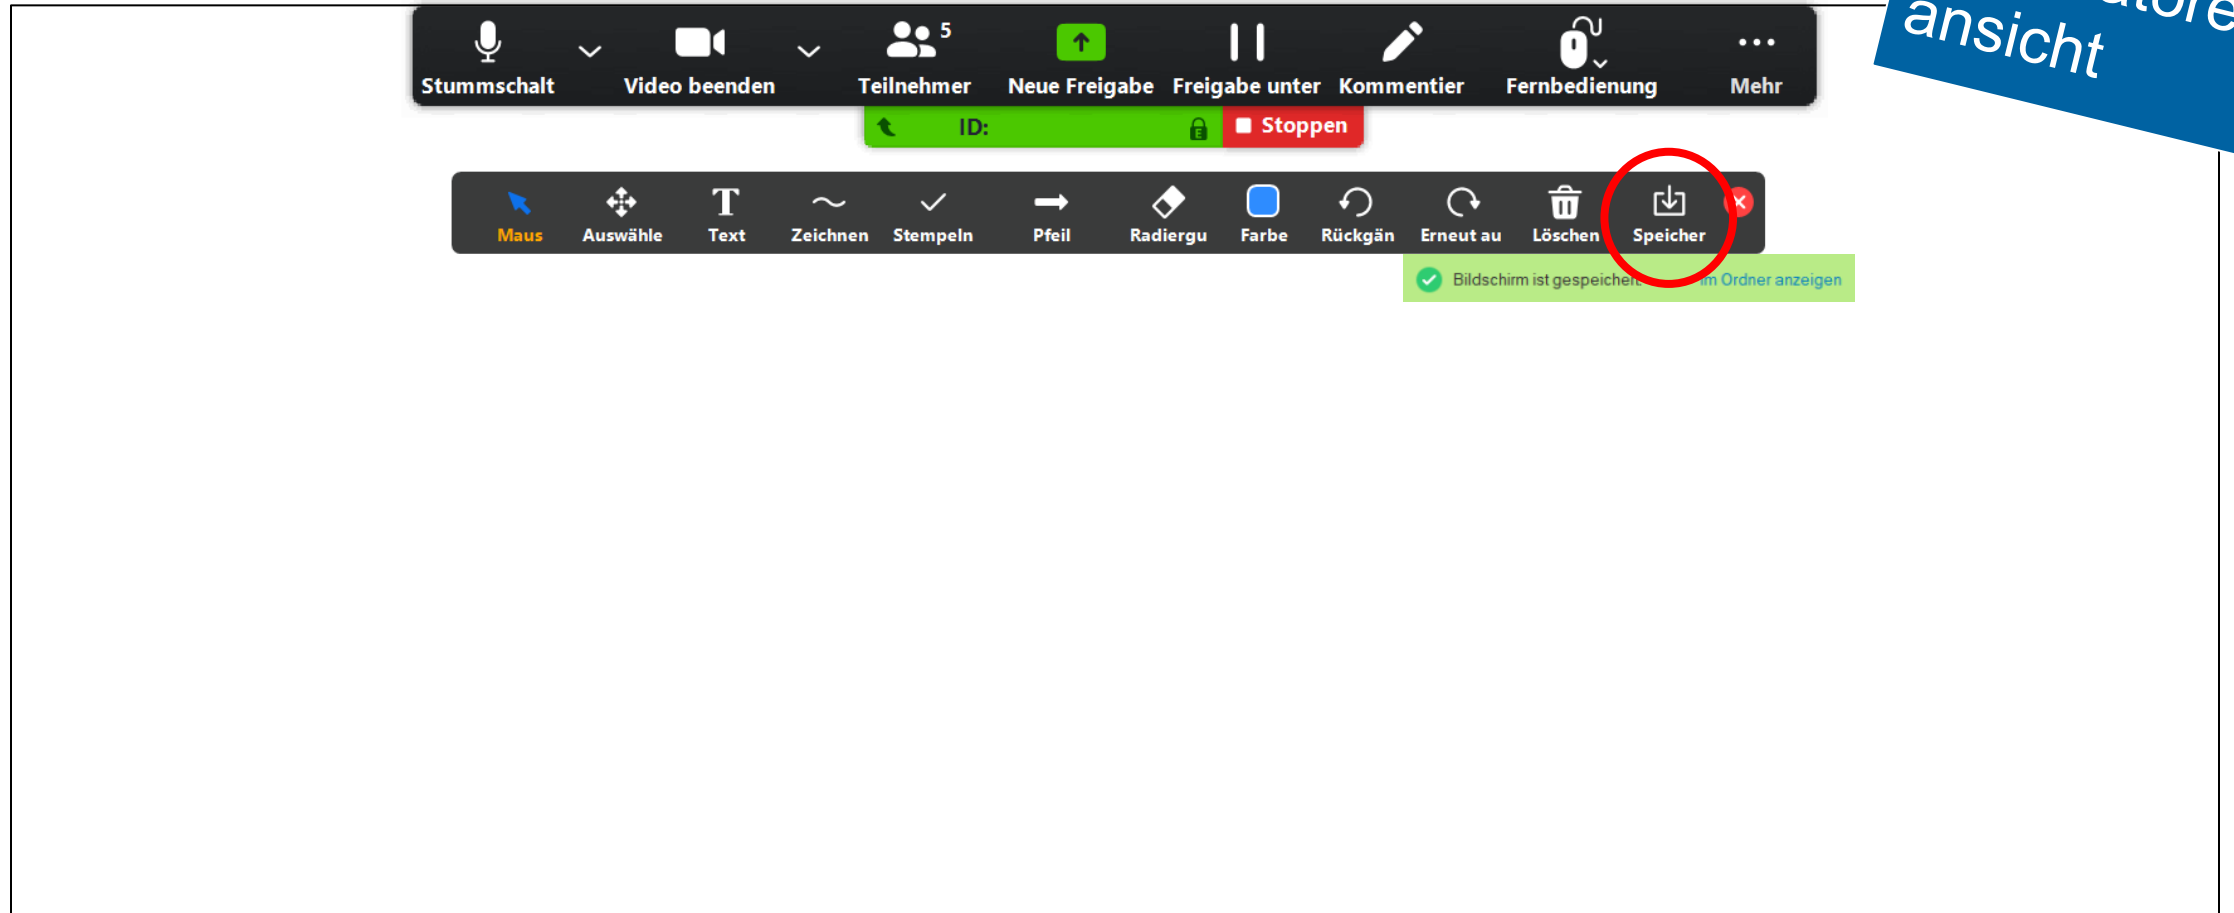 ansicht
5
Stummschalt Video beenden Teilnehmer Neue Freigabe Freigabe unter Kommentier Fernbedienung Mehr
ID: Stoppen
T
Maus Auswähle Text Zeichnen Stempeln Pfeil Radiergu Farbe Rückgän Erneut au Löschen Speicher
Bildschirm ist gespeichert. Im Ordner anzeigen